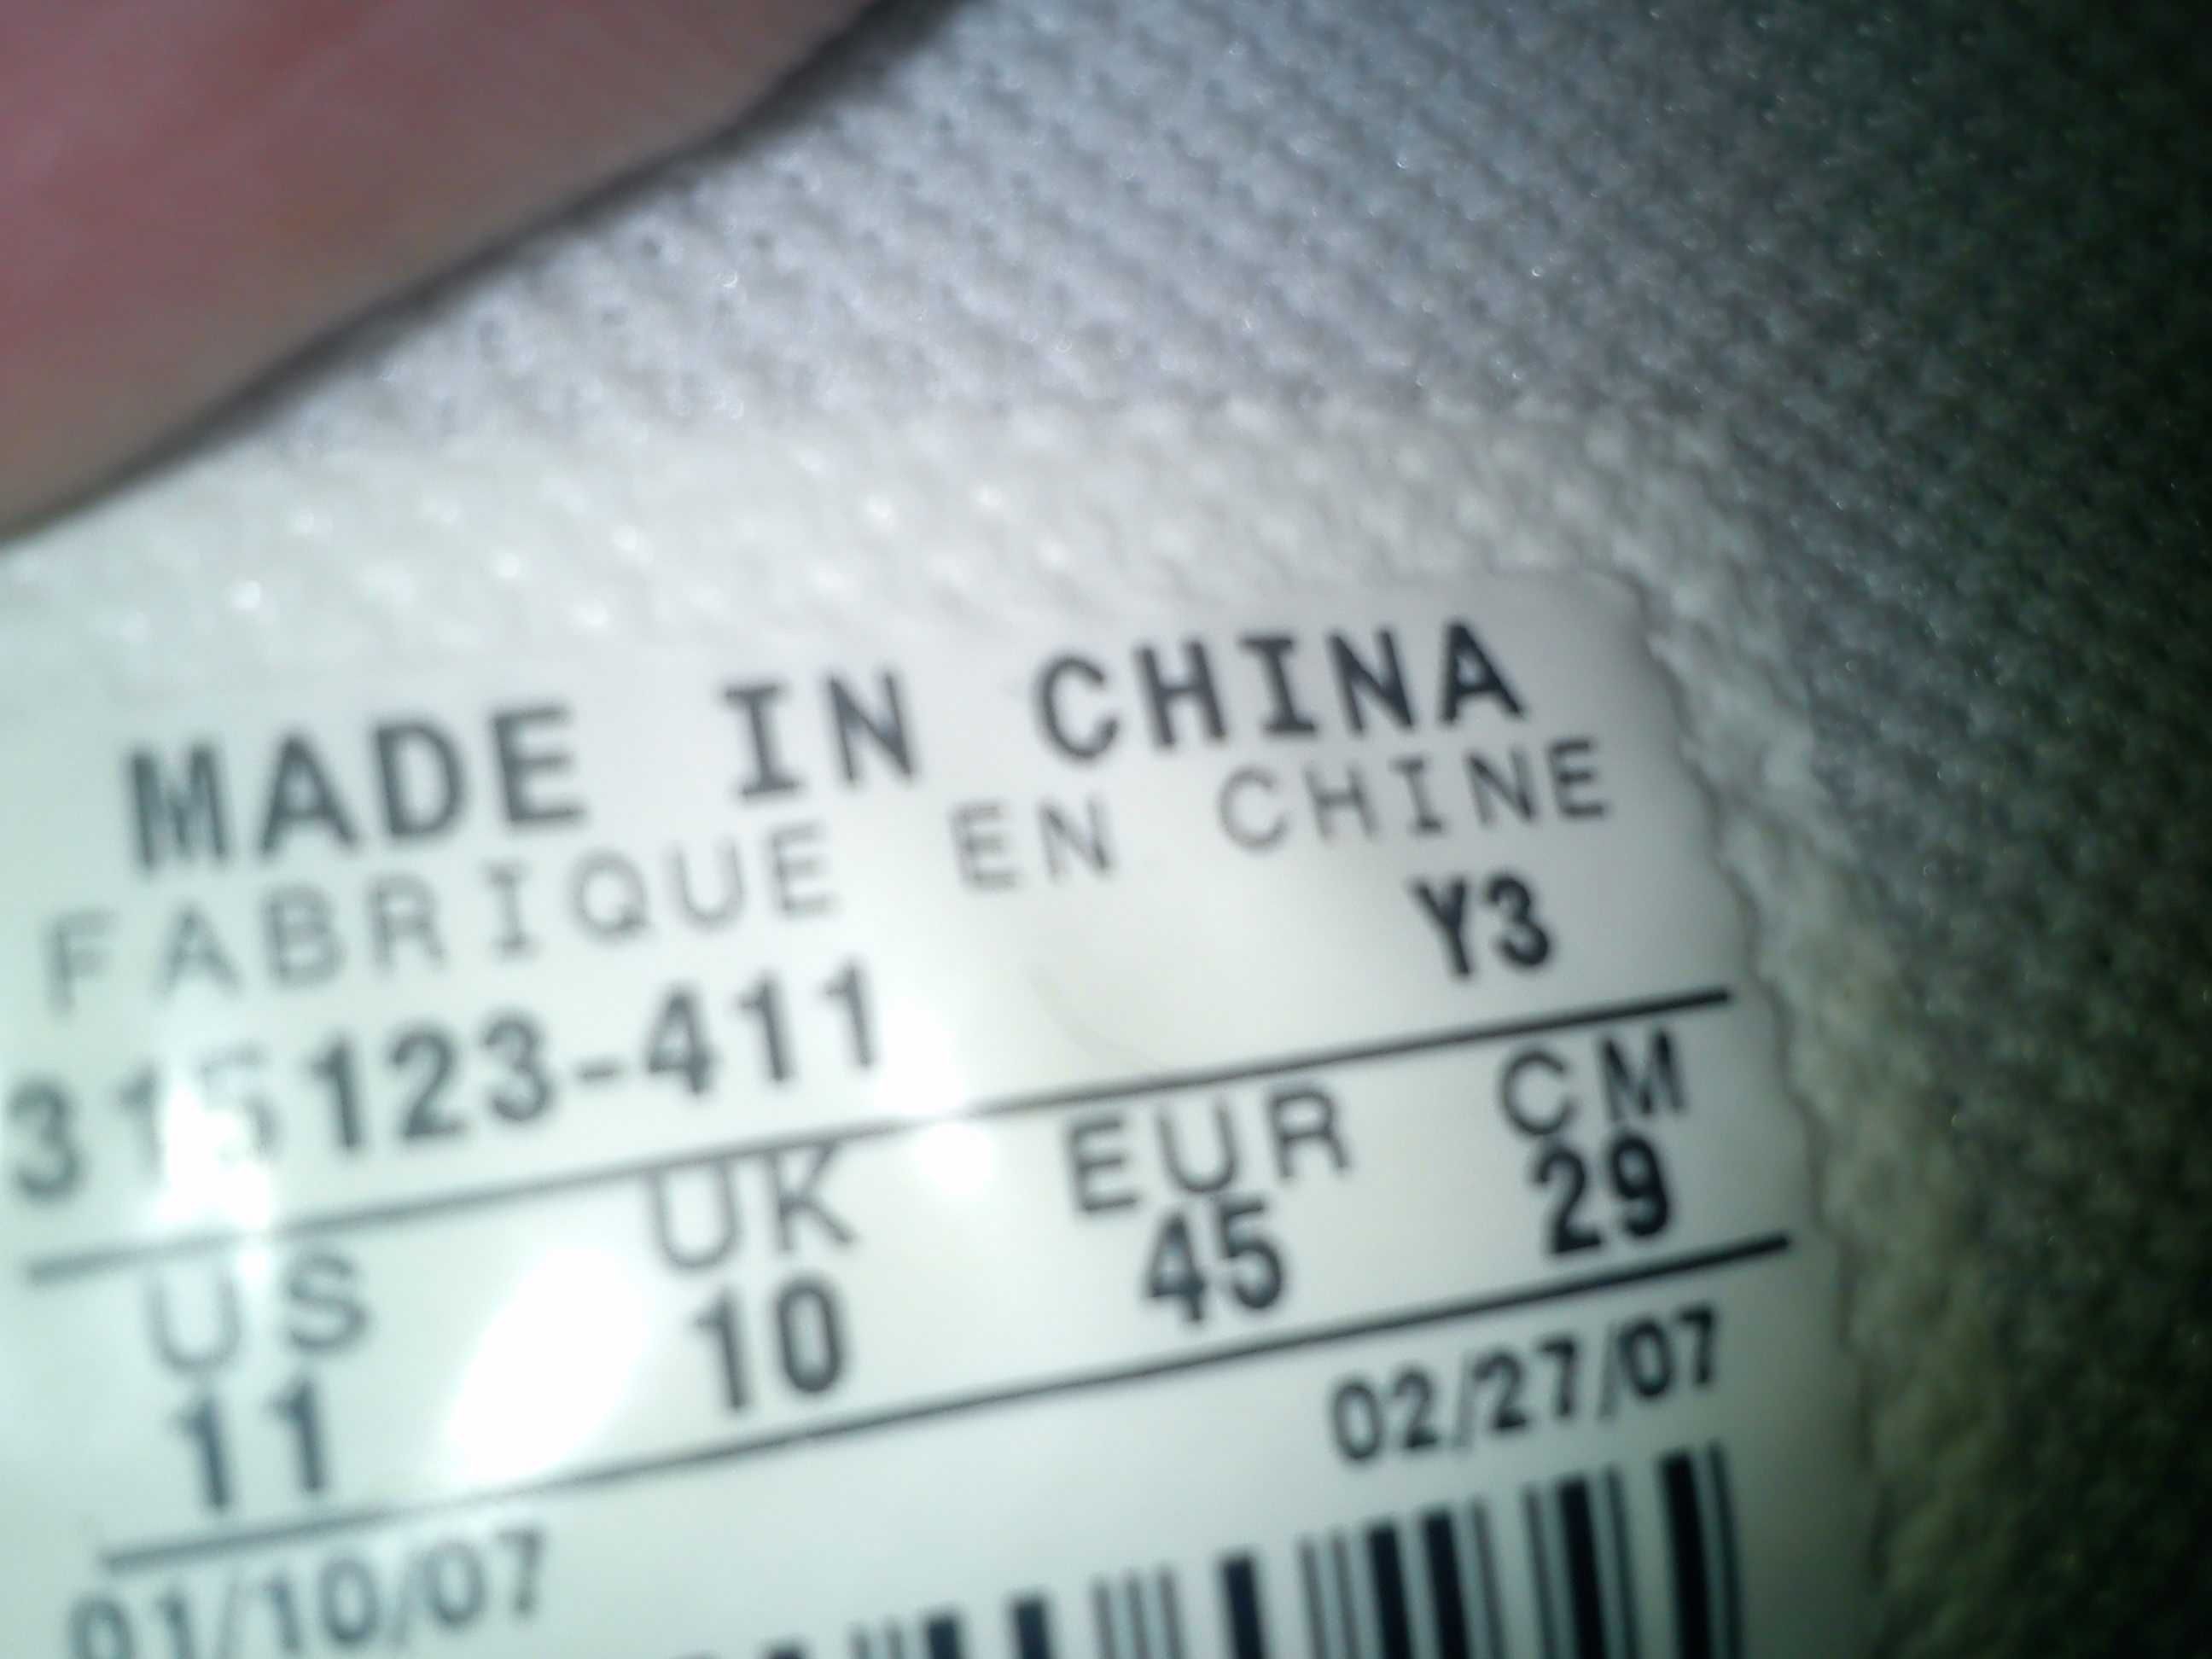 MADE IN CHINA
FABRIQUE EN CHINE
Y3
315123-411
US UK EUR CM
11 10 45 29
01/10/07 02/27/07